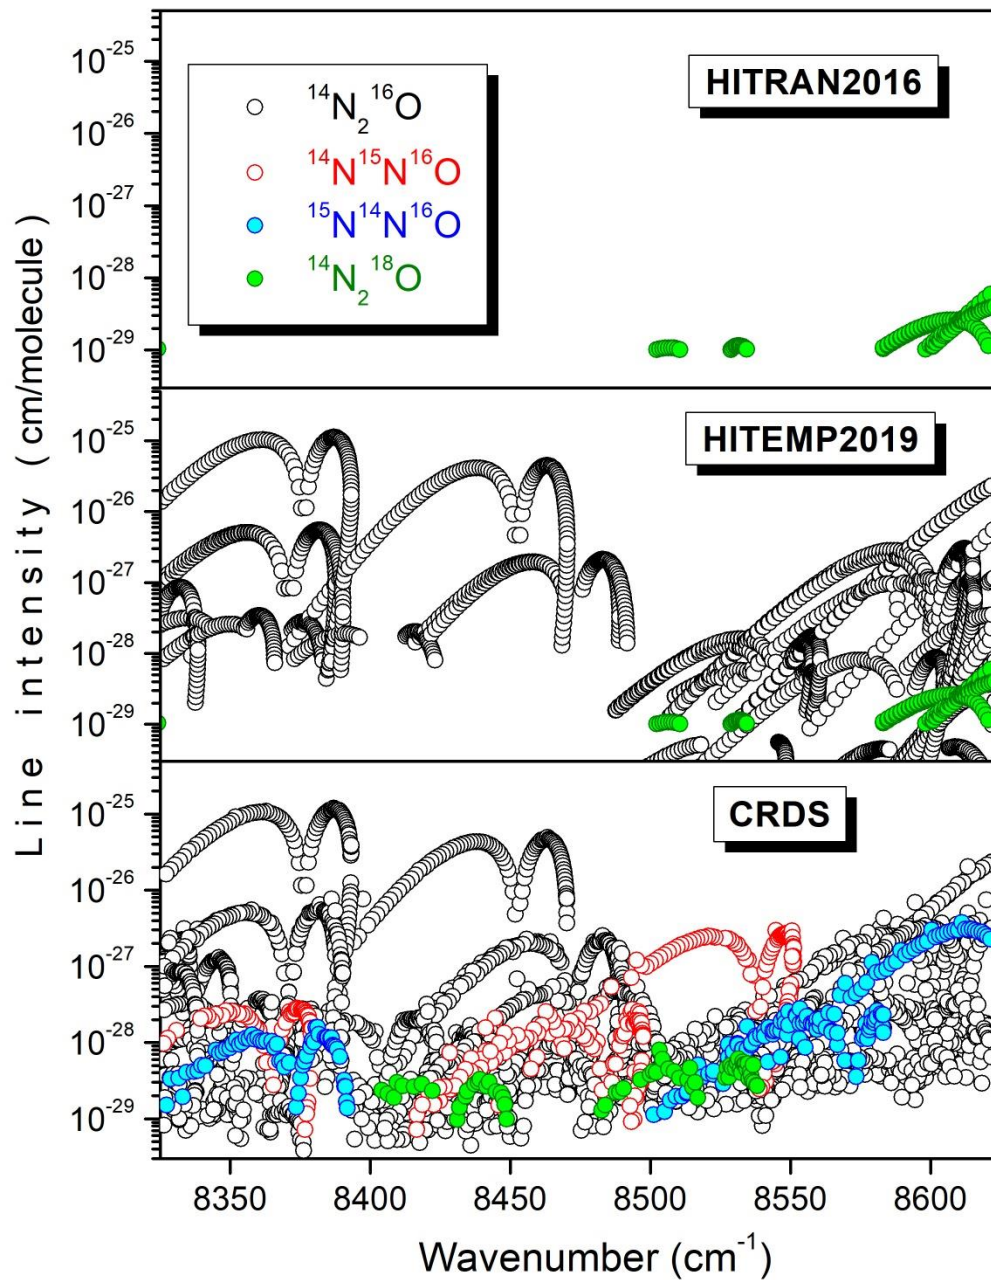 HITRAN2016
¹⁴N₂¹⁶O
¹⁴N¹⁵N¹⁶O
¹⁵N¹⁴N¹⁶O
¹⁴N₂¹⁸O
10⁻²⁵
10⁻²⁶
10⁻²⁷
10⁻²⁸
10⁻²⁹
HITEMP2019
10⁻²⁵
10⁻²⁶
10⁻²⁷
10⁻²⁸
10⁻²⁹
CRDS
10⁻²⁵
10⁻²⁶
10⁻²⁷
10⁻²⁸
10⁻²⁹
Line intensity ( cm/molecule )
8350 8400 8450 8500 8550 8600
Wavenumber (cm⁻¹)